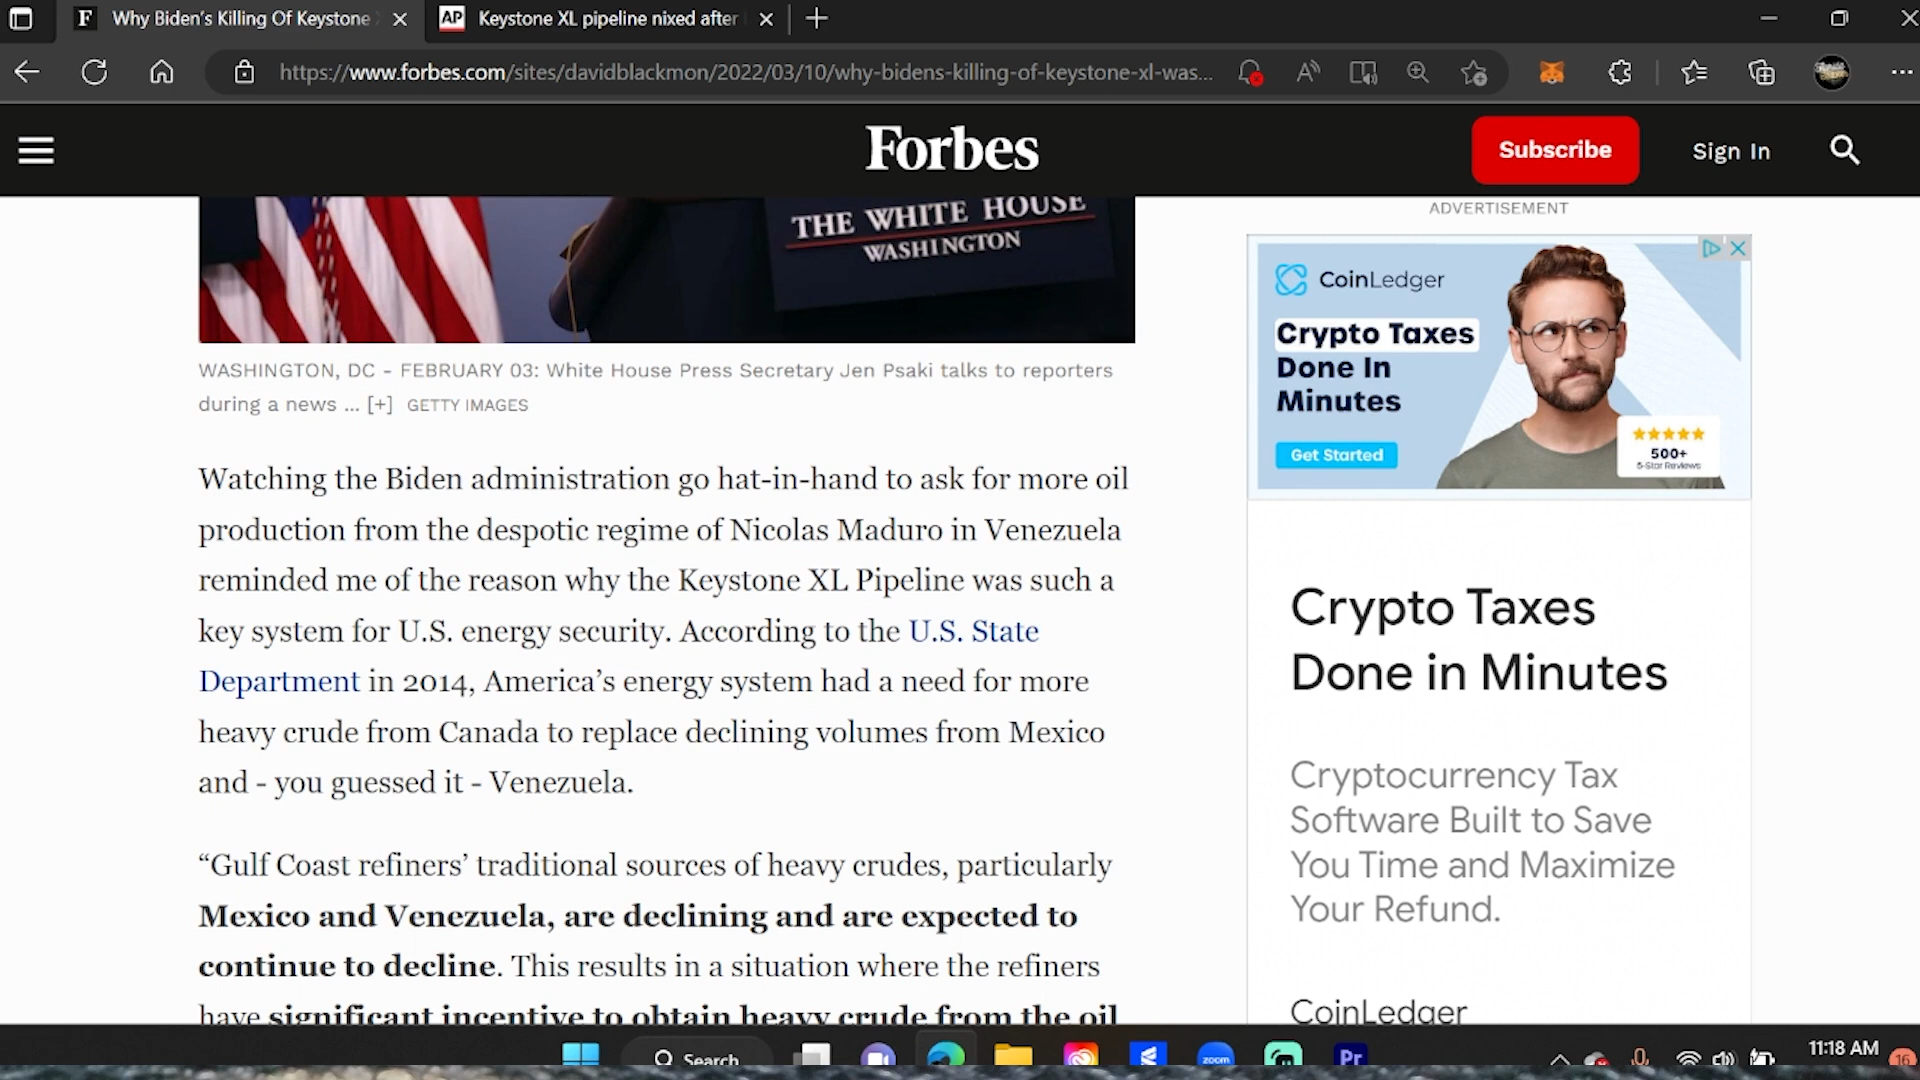 Why Biden's Killing Of Keystone
AP
Keystone XL pipeline nixed after
https://www.forbes.com/sites/davidblackmon/2022/03/10/why-bidens-killing-of-keystone-xl-was...
Forbes
Subscribe
Sign In
THE WHITE HOUSE
WASHINGTON
WASHINGTON, DC - FEBRUARY 03: White House Press Secretary Jen Psaki talks to reporters
during a news ... [+] GETTY IMAGES
Watching the Biden administration go hat-in-hand to ask for more oil
production from the despotic regime of Nicolas Maduro in Venezuela
reminded me of the reason why the Keystone XL Pipeline was such a
key system for U.S. energy security. According to the U.S. State
Department in 2014, America's energy system had a need for more
heavy crude from Canada to replace declining volumes from Mexico
and - you guessed it - Venezuela.
“Gulf Coast refiners’ traditional sources of heavy crudes, particularly
Mexico and Venezuela, are declining and are expected to
continue to decline. This results in a situation where the refiners
have significant incentive to obtain heavy crude from the oil
ADVERTISEMENT
CoinLedger
Crypto Taxes
Done In
Minutes
Get Started
500+
5-Star Reviews
Crypto Taxes
Done in Minutes
Cryptocurrency Tax
Software Built to Save
You Time and Maximize
Your Refund.
CoinLedger
Search
zoom
Pr
11:18 AM
16